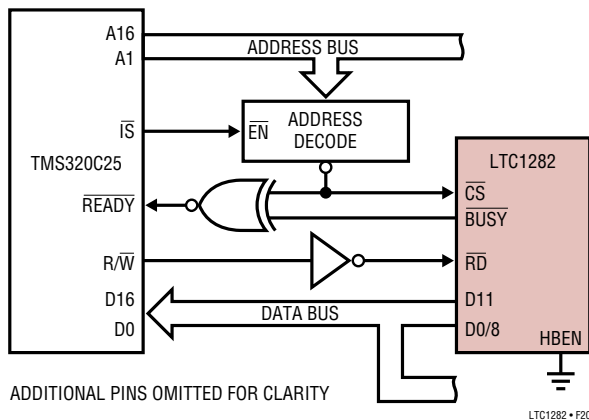 A16
A1
ADDRESS BUS
IS
EN
ADDRESS
DECODE
TMS320C25
LTC1282
READY
CS
BUSY
R/W
RD
D16
D0
DATA BUS
D11
D0/8
HBEN
ADDITIONAL PINS OMITTED FOR CLARITY
LTC1282 • F20